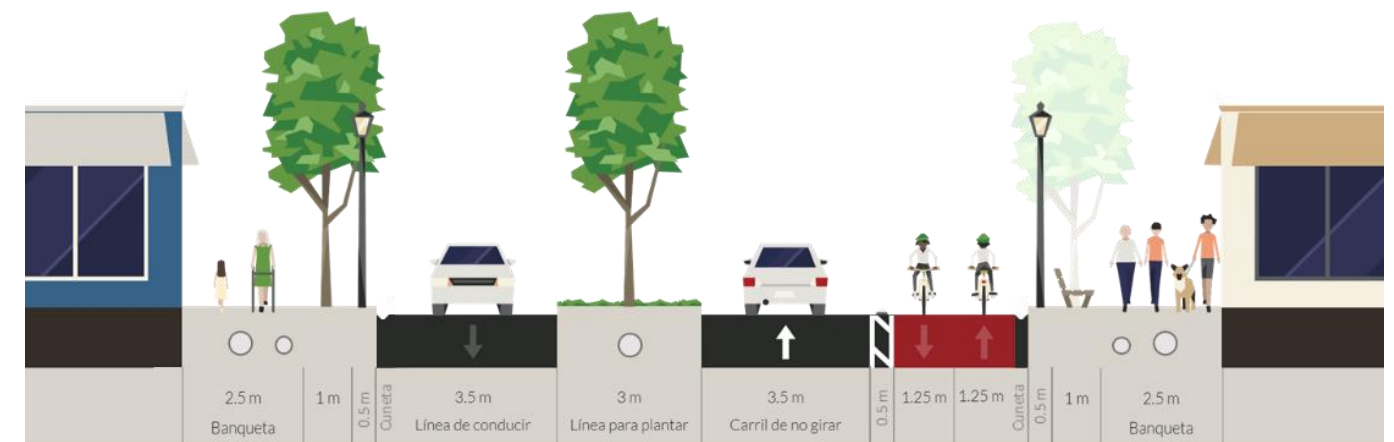 2.5 m
Banqueta
1 m
0.5 m
Cuneta
3.5 m
Línea de conducir
3 m
Línea para plantar
3.5 m
Carril de no girar
0.5 m
1.25 m
1.25 m
Cuneta
0.5 m
1 m
2.5 m
Banqueta